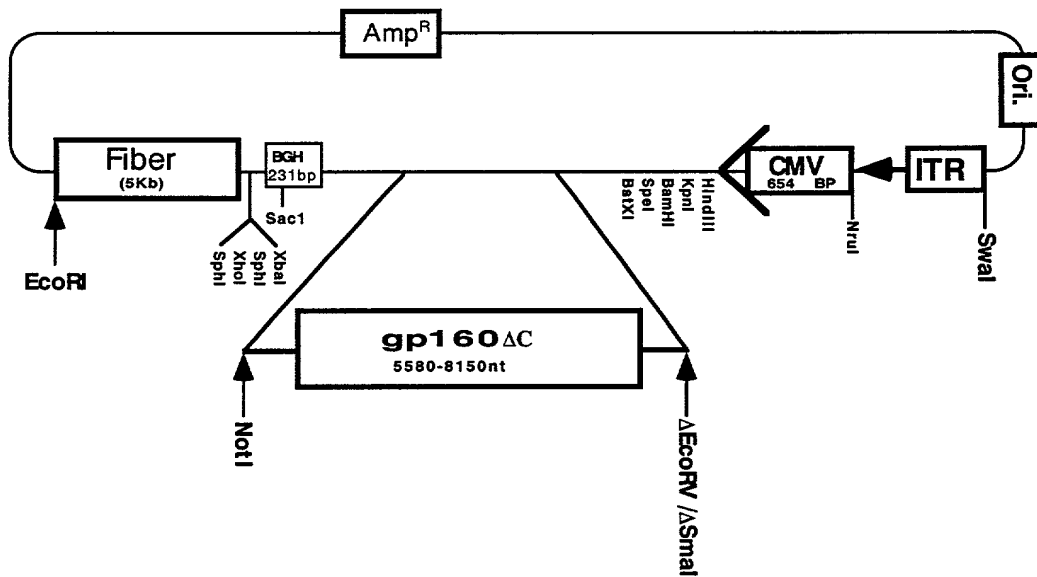 Amp^R
Ori.
Fiber
(5Kb)
BGH
231bp
CMV
654 BP
ITR
Sac1
HindIII
KpnI
BamHI
SpeI
BstXI
NruI
SwaI
EcoRI
XbaI
SphI
XhoI
SphI
gp160ΔC
5580-8150nt
NotI
ΔEcoRV /ΔSmaI